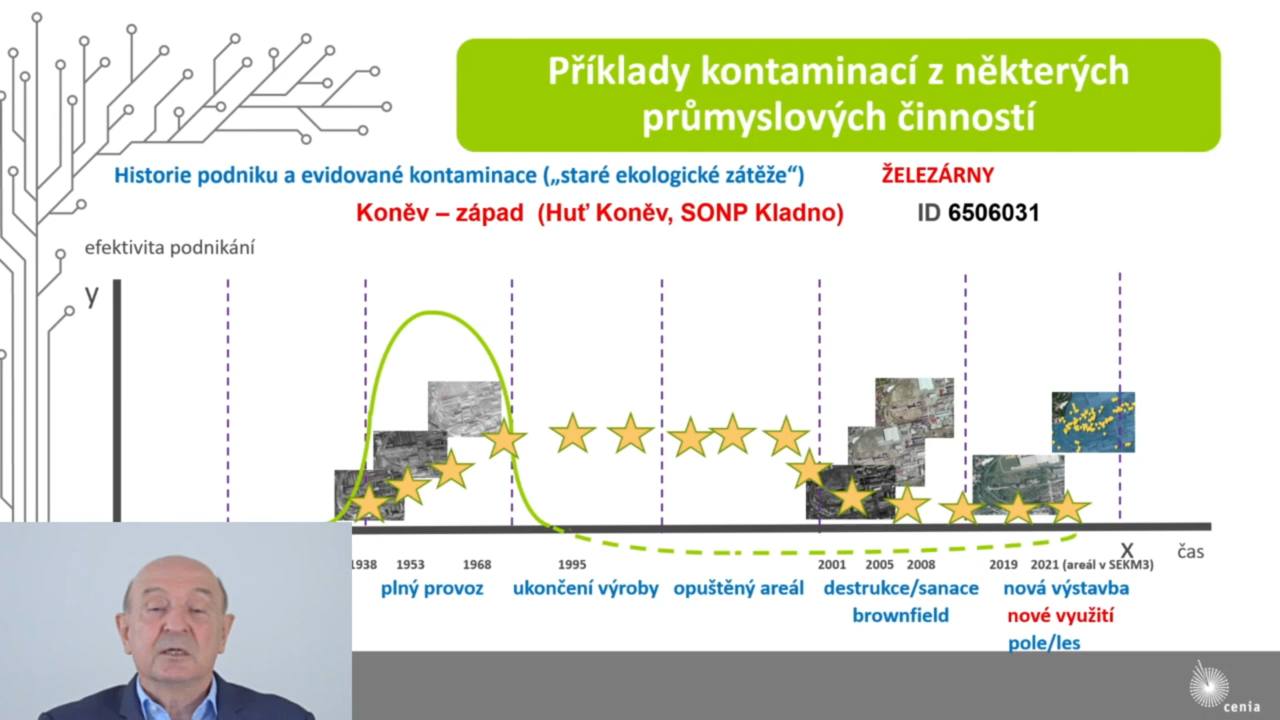 Příklady kontaminací z některých
průmyslových činností
Historie podniku a evidované kontaminace („staré ekologické zátěže“) ŽELEZÁRNY
Koněv – západ (Huť Koněv, SONP Kladno) ID 6506031
efektivita podnikání
y
x čas
1938 1953 1968 1995 2001 2005 2008 2019 2021 (areál v SEKM3)
plný provoz ukončení výroby opuštěný areál destrukce/sanace nová výstavba
brownfield nové využití
pole/les
cenia